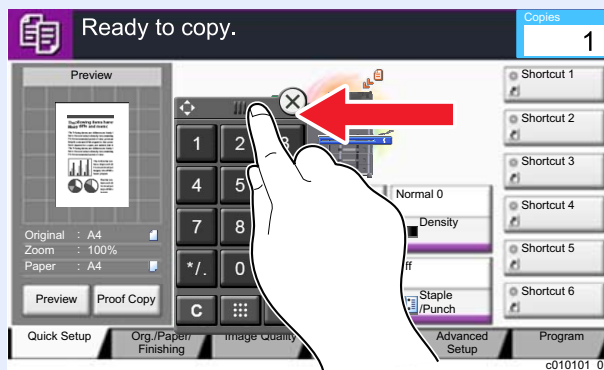 Ready to copy.
Copies
1
Preview
Original : A4
Zoom : 100%
Paper : A4
Preview
Proof Copy
1
2
3
4
5
7
8
*/.
0
C
Normal 0
Density
ff
Staple
/Punch
Shortcut 1
Shortcut 2
Shortcut 3
Shortcut 4
Shortcut 5
Shortcut 6
Quick Setup
Org./Paper/
Finishing
Image Quality
Advanced
Setup
Program
c010101_0